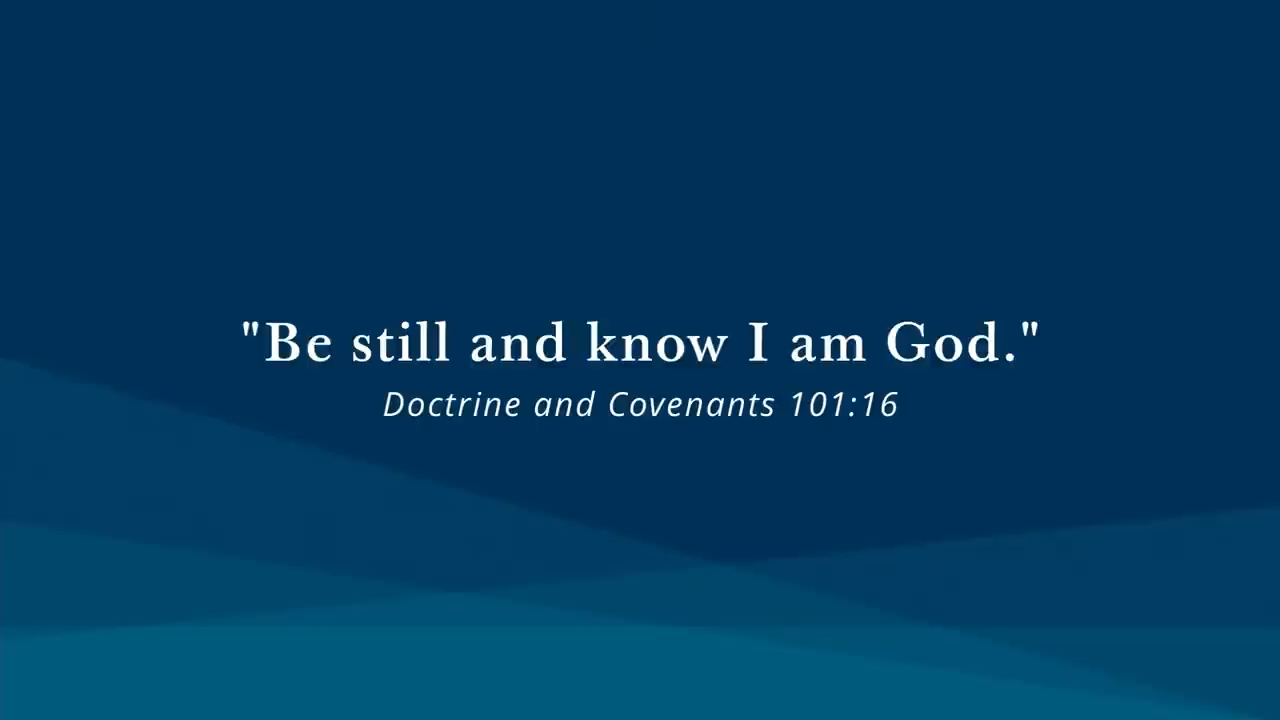 "Be still and know I am God."
Doctrine and Covenants 101:16